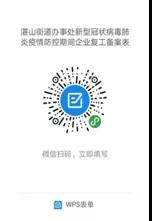 湛山街道办事处新型冠状病毒肺
炎疫情防控期间企业复工备案表
微信扫码，立即填写
WPS表单